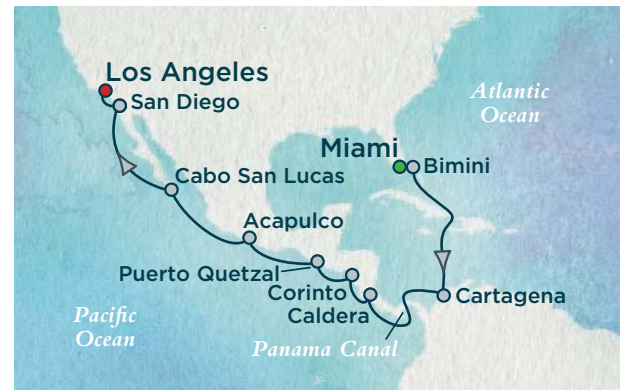 Los Angeles
San Diego
Atlantic
Ocean
Miami
Bimini
Cabo San Lucas
Acapulco
Puerto Quetzal
Corinto
Caldera
Cartagena
Pacific
Ocean
Panama Canal